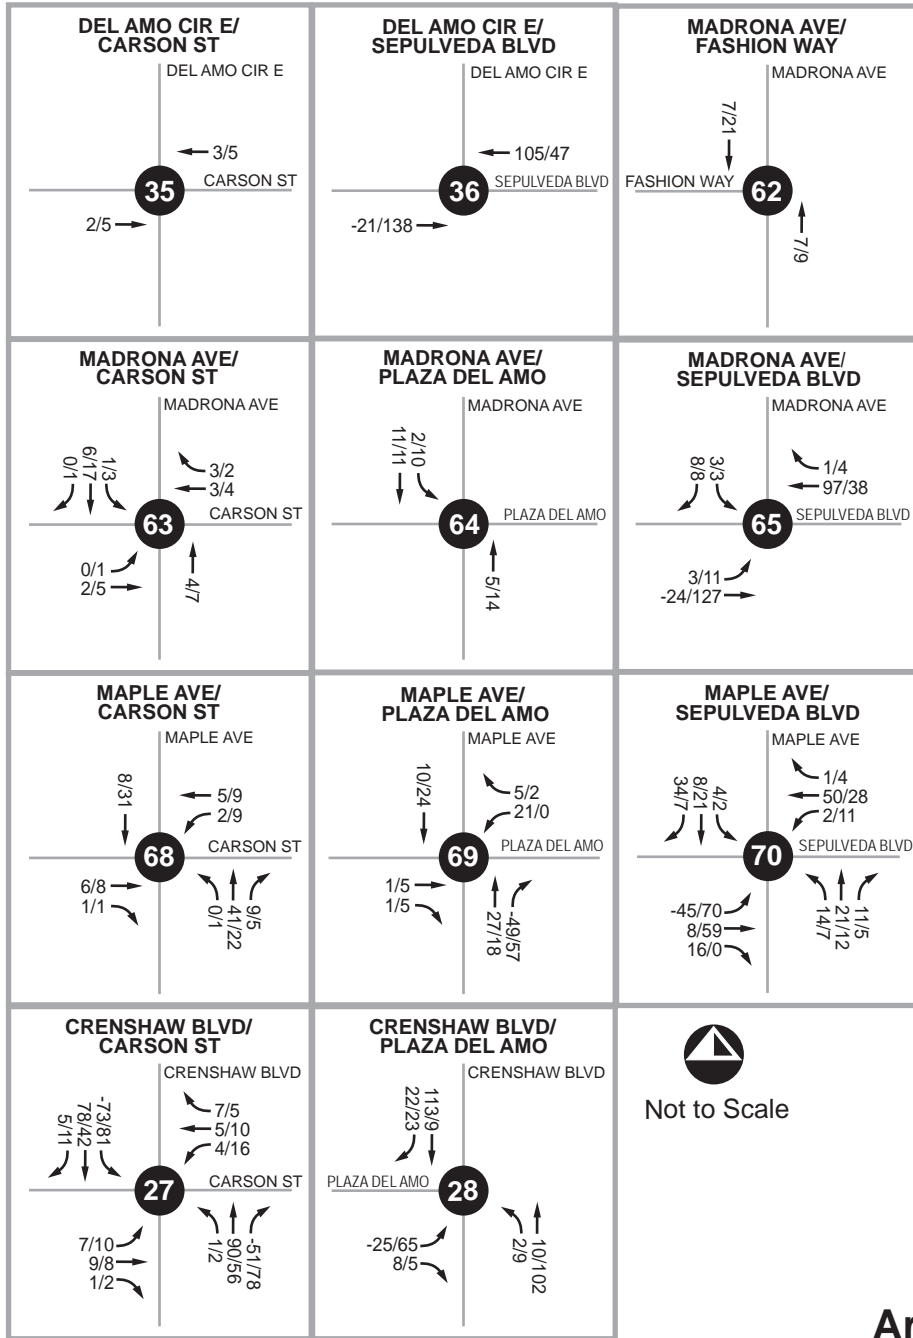 DEL AMO CIR E/
CARSON ST
DEL AMO CIR E
3/5
35
CARSON ST
2/5
DEL AMO CIR E/
SEPULVEDA BLVD
DEL AMO CIR E
105/47
36
SEPULVEDA BLVD
-21/138
MADRONA AVE/
FASHION WAY
MADRONA AVE
7/21
FASHION WAY
62
7/9
MADRONA AVE/
CARSON ST
MADRONA AVE
0/1
6/17
1/3
3/2
3/4
63
CARSON ST
0/1
2/5
4/7
MADRONA AVE/
PLAZA DEL AMO
MADRONA AVE
11/11
2/10
64
PLAZA DEL AMO
5/14
MADRONA AVE/
SEPULVEDA BLVD
MADRONA AVE
8/8
3/3
1/4
97/38
65
SEPULVEDA BLVD
3/11
-24/127
MAPLE AVE/
CARSON ST
MAPLE AVE
8/31
5/9
2/9
68
CARSON ST
6/8
1/1
0/1
41/22
9/5
MAPLE AVE/
PLAZA DEL AMO
MAPLE AVE
10/24
5/2
21/0
69
PLAZA DEL AMO
1/5
1/5
27/18
-49/57
MAPLE AVE/
SEPULVEDA BLVD
MAPLE AVE
34/7
8/21
4/2
1/4
50/28
2/11
70
SEPULVEDA BLVD
-45/70
8/59
16/0
14/7
21/12
11/5
CRENSHAW BLVD/
CARSON ST
CRENSHAW BLVD
5/11
78/42
-73/81
7/5
5/10
4/16
27
CARSON ST
7/10
9/8
1/2
1/2
90/56
-51/78
CRENSHAW BLVD/
PLAZA DEL AMO
CRENSHAW BLVD
22/23
113/9
PLAZA DEL AMO
28
-25/65
8/5
2/9
10/102
Not to Scale